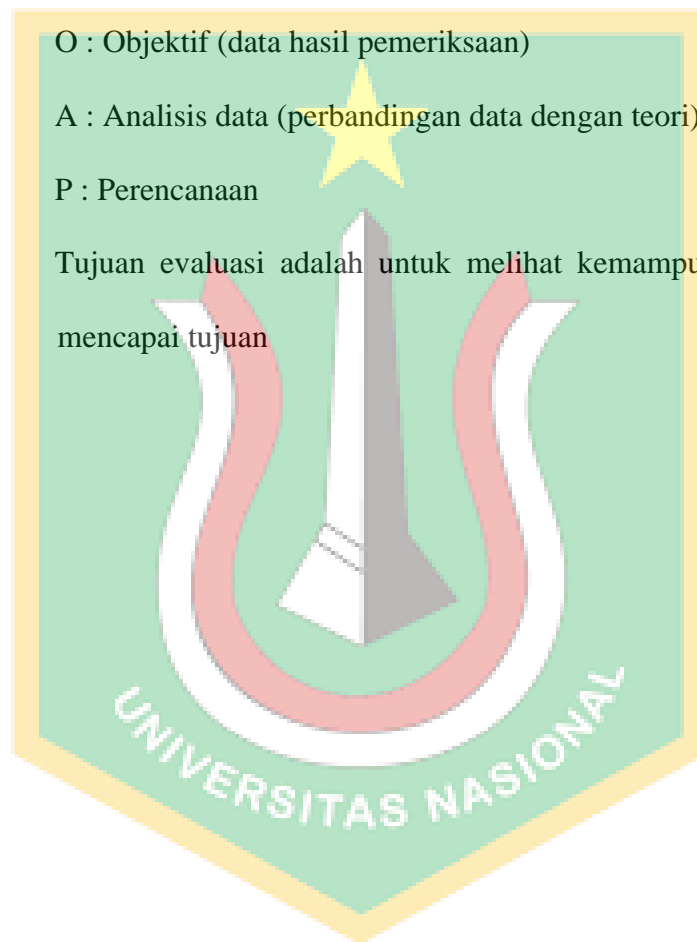 O : Objektif (data hasil pemeriksaan)
A : Analisis data (perbandingan data dengan teori)
P : Perencanaan
Tujuan evaluasi adalah untuk melihat kemampu
mencapai tujuan
UNIVERSITAS NASIONAL